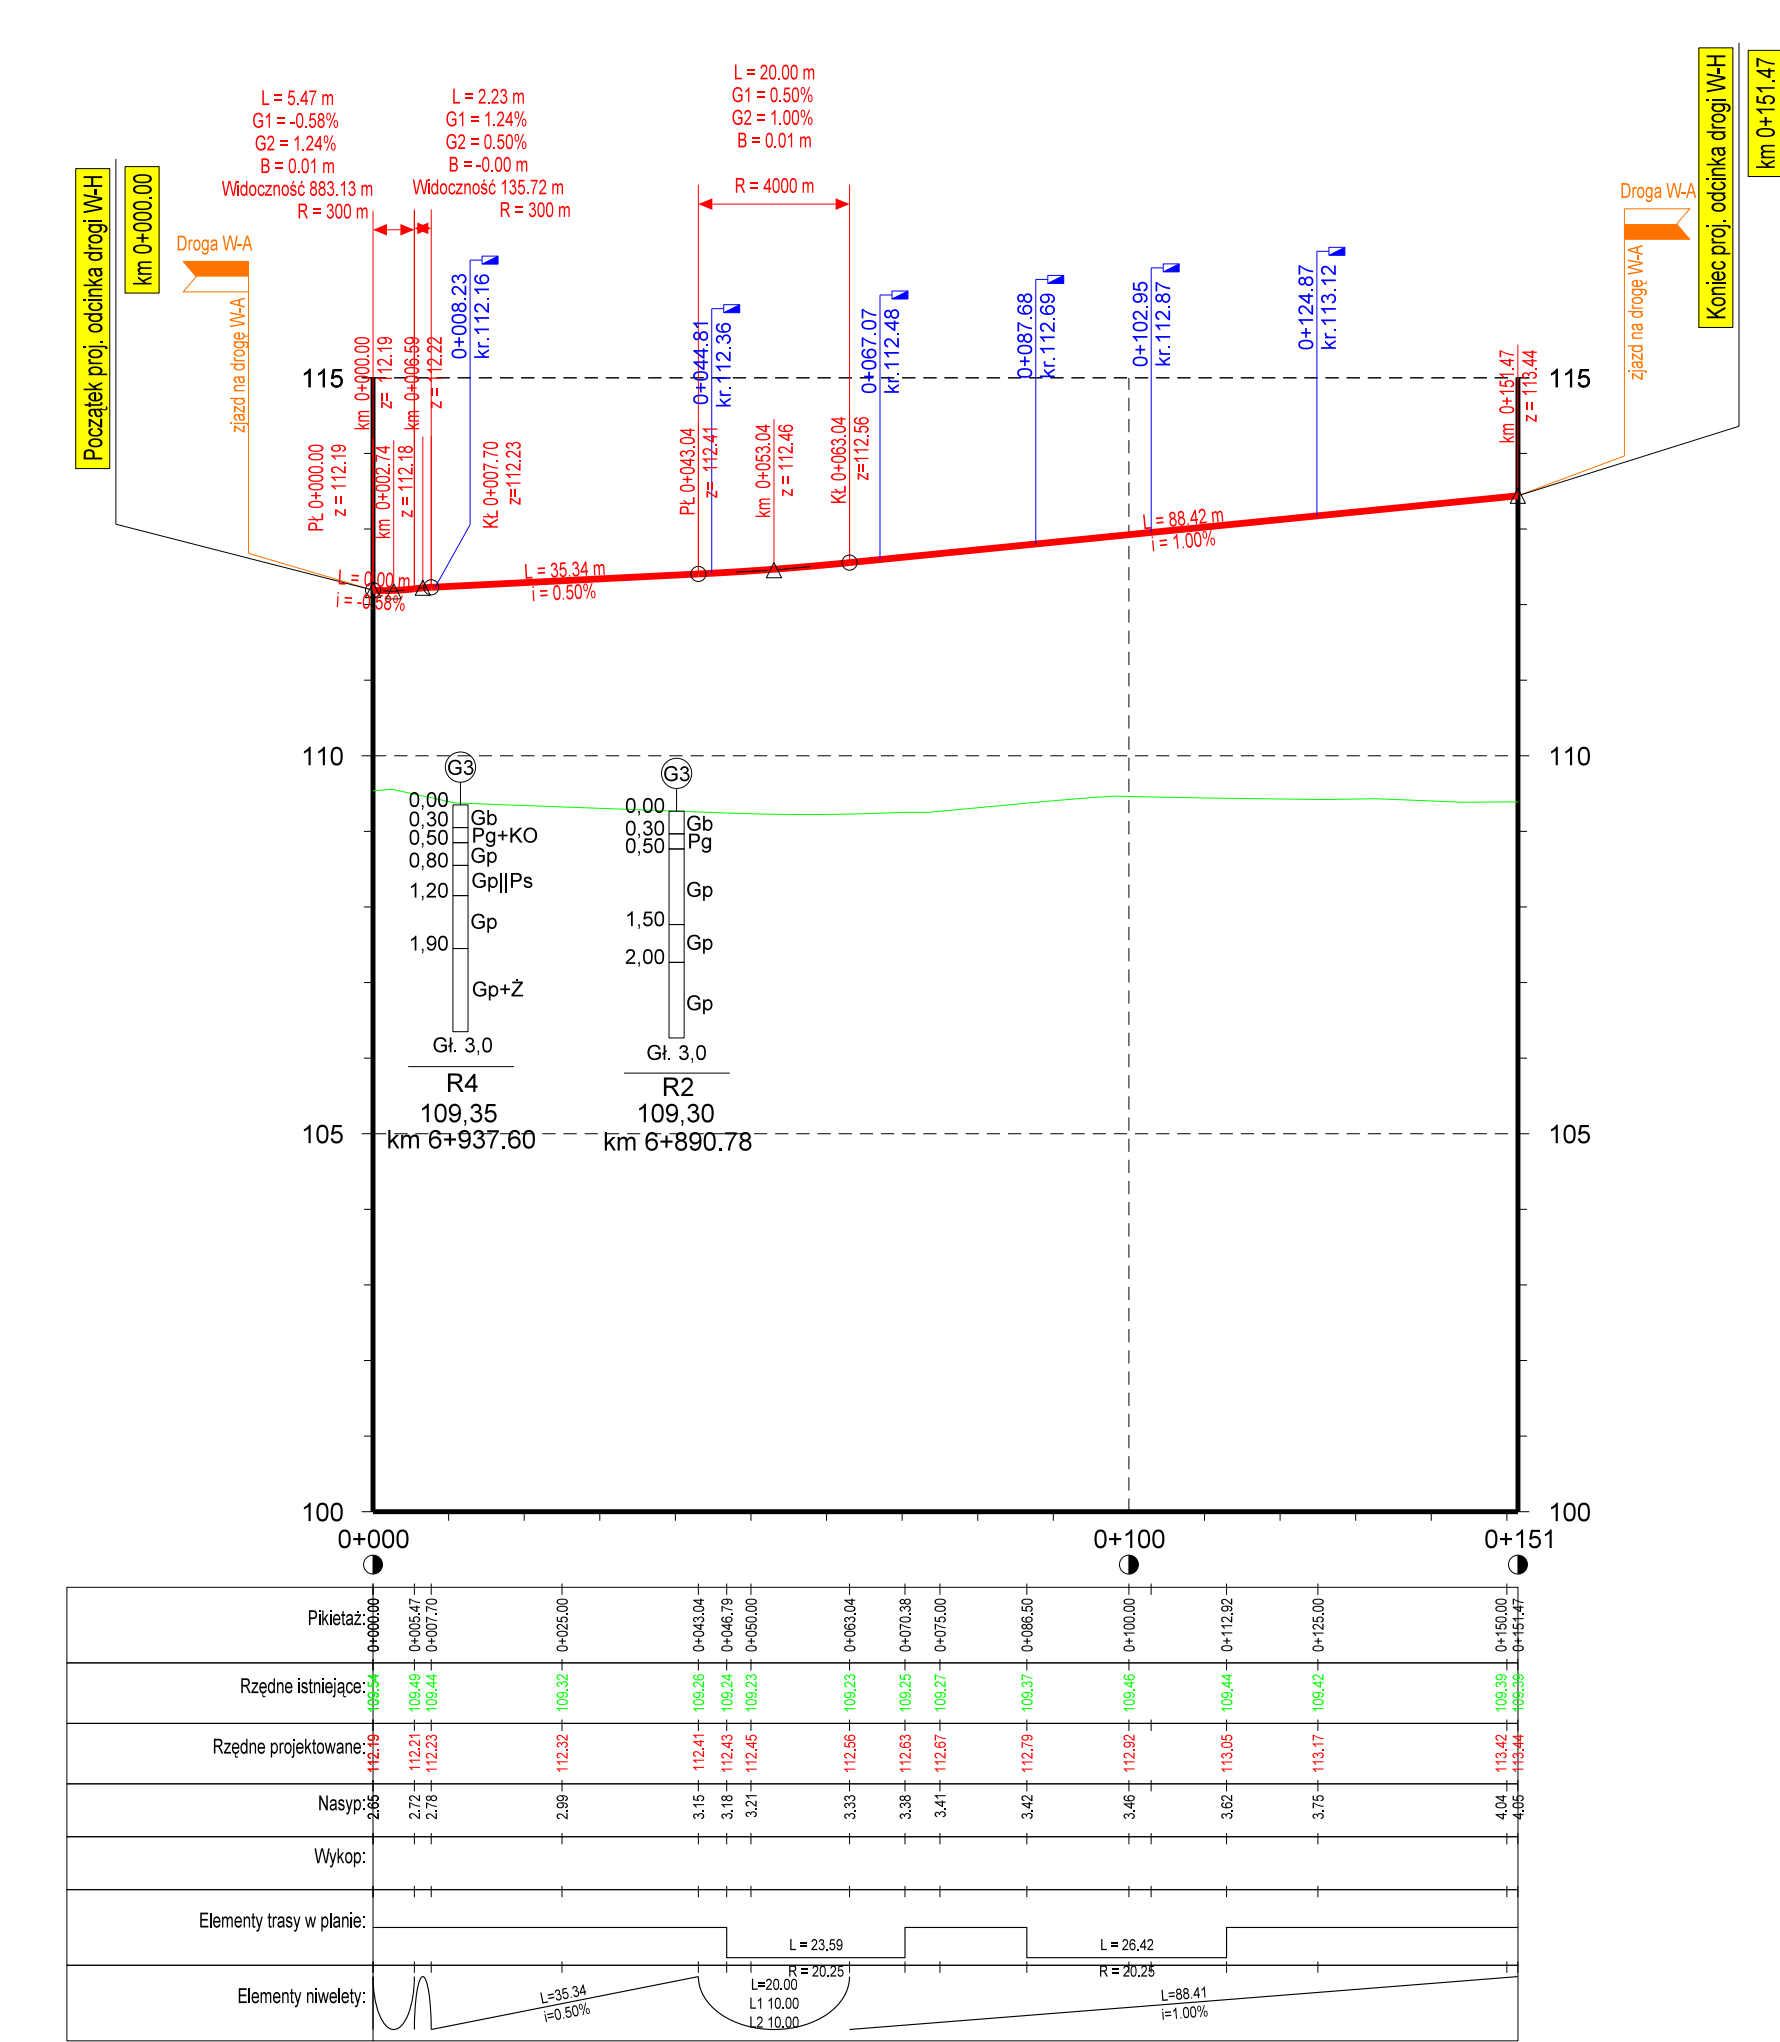 Początek proj. odcinka drogi W-H
km 0+000.00
Koniec proj. odcinka drogi W-H
km 0+151.47
L = 5.47 m
G1 = -0.58%
G2 = 1.24%
B = 0.01 m
Widoczność 883.13 m
R = 300 m
L = 2.23 m
G1 = 1.24%
G2 = 0.50%
B = -0.00 m
Widoczność 135.72 m
R = 300 m
L = 20.00 m
G1 = 0.50%
G2 = 1.00%
B = 0.01 m
R = 4000 m
Droga W-A
zjazd na drogę W-A
Droga W-A
zjazd na drogę W-A
0+008.23
kr.112.16
0+044.81
kr.112.36
0+067.07
kr.112.48
0+087.68
kr.112.69
0+102.95
kr.112.87
0+124.87
kr.113.12
PŁ 0+000.00
z = 112.19
km 0+000.00
z= 112.19
km 0+002.74
z = 112.18
km 0+006.59
z = 112.22
KŁ 0+007.70
z=112.23
PŁ 0+043.04
z= 112.41
km 0+053.04
z = 112.46
KŁ 0+063.04
z=112.56
km 0+151.47
z = 113.44
L = 0.00 m
i = -0.58%
L = 35.34 m
i = 0.50%
L = 88.42 m
i = 1.00%
115 115
110 110
105 105
100 100
G3
0,00
0,30 Gb
0,50 Pg+KO
0,80 Gp
1,20 Gp||Ps
Gp
1,90
Gp+Ż
Gł. 3,0
R4
109,35
km 6+937.60
G3
0,00
0,30 Gb
0,50 Pg
Gp
1,50
Gp
2,00
Gp
Gł. 3,0
R2
109,30
km 6+890.78
0+000 0+100 0+151
Pikietaż: 0+000.00 0+005.47 0+007.70 0+025.00 0+043.04 0+046.79 0+050.00 0+063.04 0+070.38 0+075.00 0+086.50 0+100.00 0+112.92 0+125.00 0+150.00 0+151.47
Rzędne istniejące: 109.54 109.49 109.44 109.32 109.26 109.24 109.23 109.23 109.25 109.27 109.37 109.46 109.44 109.42 109.39 109.39
Rzędne projektowane: 112.19 112.21 112.23 112.32 112.41 112.43 112.45 112.56 112.63 112.67 112.79 112.92 113.05 113.17 113.42 113.44
Nasyp: 2.65 2.72 2.78 2.99 3.15 3.18 3.21 3.33 3.38 3.41 3.42 3.46 3.62 3.75 4.04 4.05
Wykop:
Elementy trasy w planie:
L = 23.59
R = 20.25
L = 26.42
R = 20.25
Elementy niwelety:
L=35.34
i=0.50%
L=20.00
L1 10.00
L2 10.00
L=88.41
i=1.00%